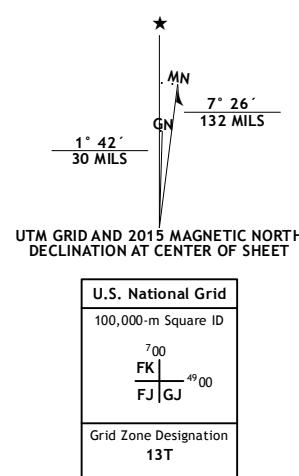 ★
MN
7° 26´
132 MILS
GN
1° 42´
30 MILS
UTM GRID AND 2015 MAGNETIC NORTH
DECLINATION AT CENTER OF SHEET
U.S. National Grid
100,000-m Square ID
⁷00
FK
⁴⁹00
FJ GJ
Grid Zone Designation
13T